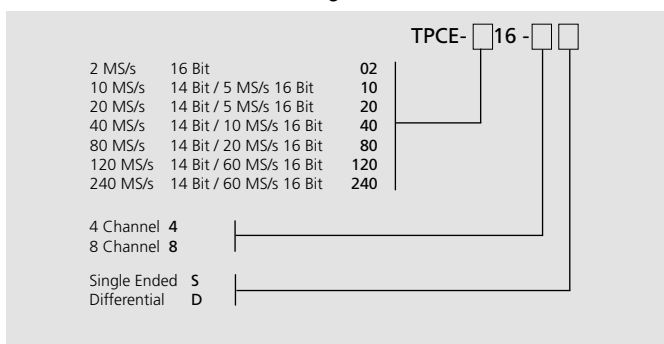 TPCE- 16 -
2 MS/s 16 Bit 02
10 MS/s 14 Bit / 5 MS/s 16 Bit 10
20 MS/s 14 Bit / 5 MS/s 16 Bit 20
40 MS/s 14 Bit / 10 MS/s 16 Bit 40
80 MS/s 14 Bit / 20 MS/s 16 Bit 80
120 MS/s 14 Bit / 60 MS/s 16 Bit 120
240 MS/s 14 Bit / 60 MS/s 16 Bit 240
4 Channel 4
8 Channel 8
Single Ended S
Differential D